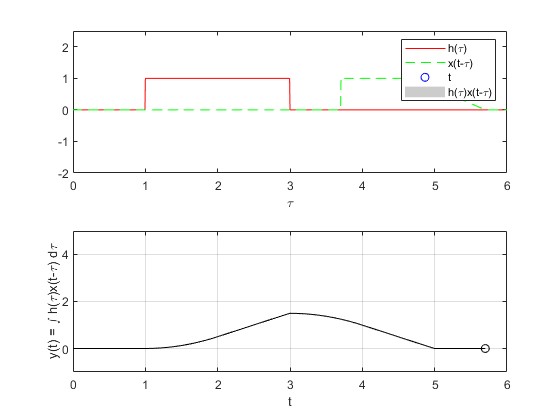 2
1
0
-1
-2
h(τ)
x(t-τ)
t
h(τ)x(t-τ)
0 1 2 3 4 5 6
τ
y(t) = ∫ h(τ)x(t-τ) dτ
4
2
0
0 1 2 3 4 5 6
t